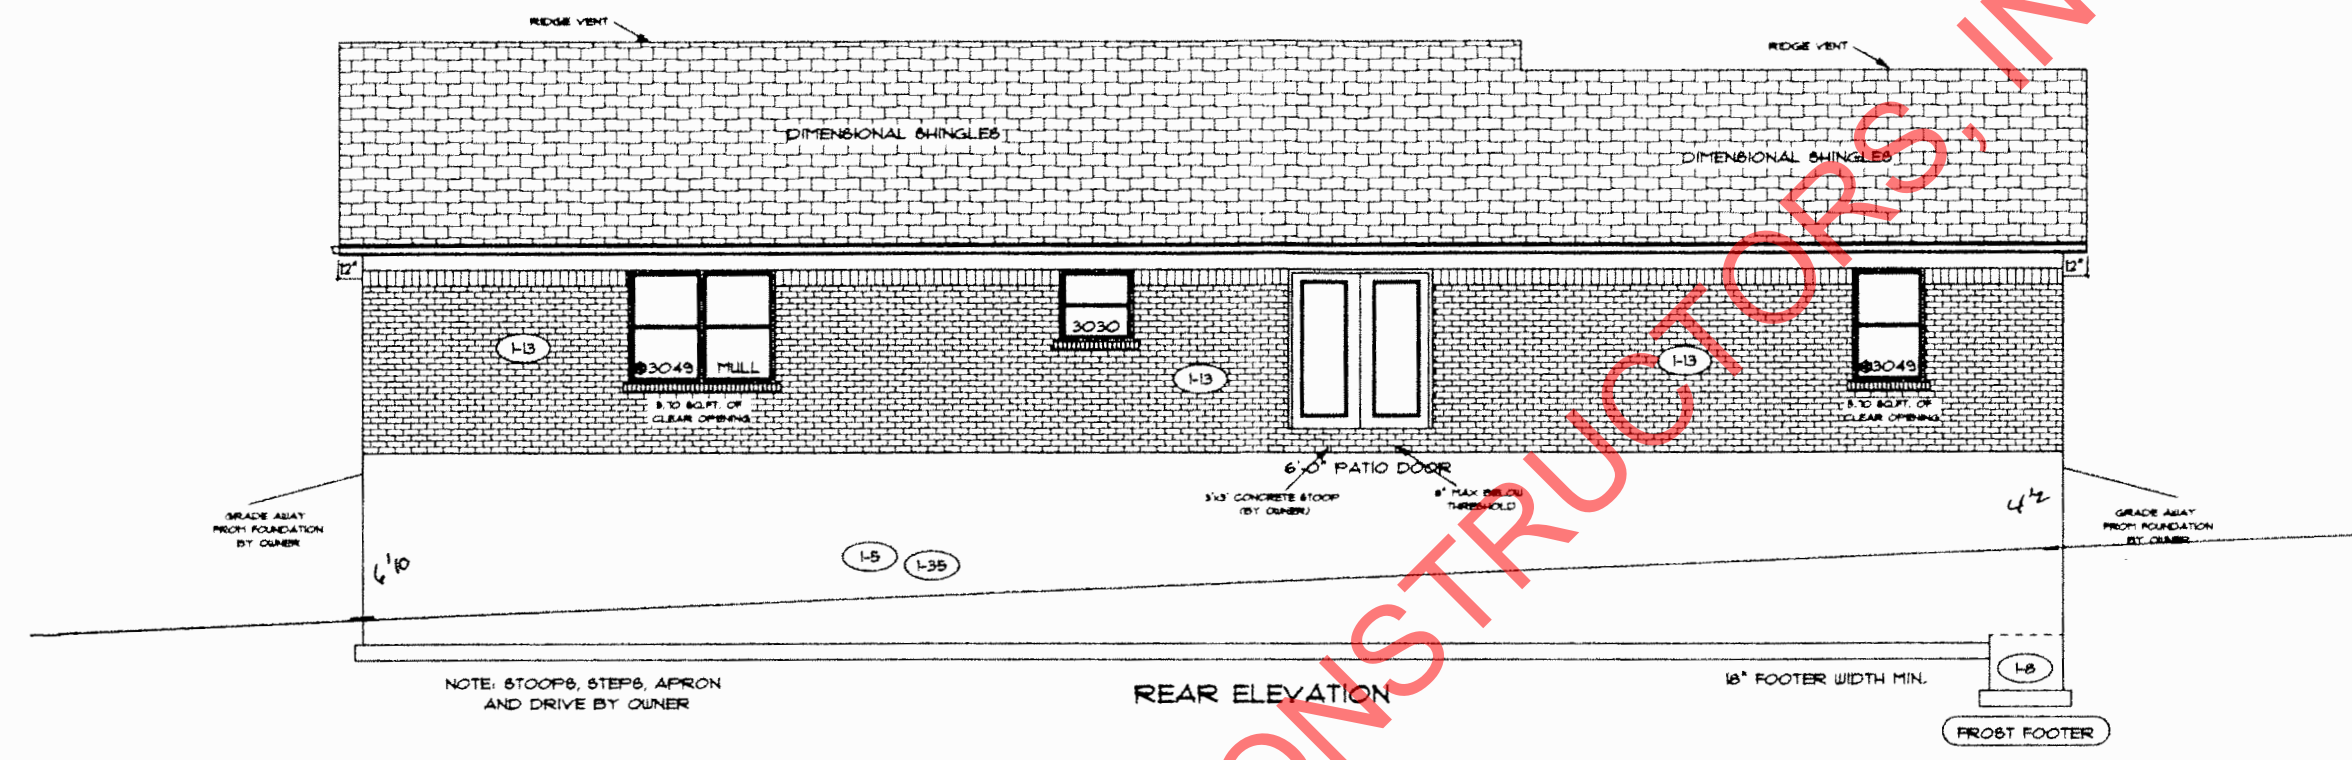 RIDGE VENT
RIDGE VENT
DIMENSIONAL SHINGLES
DIMENSIONAL SHINGLES
12"
12"
3030
1-13
3049 MULL
1-13
1-13
3049
5.70 SQ.FT. OF
CLEAR OPENING
5.70 SQ.FT. OF
CLEAR OPENING
6'-0" PATIO DOOR
3'x3' CONCRETE STOOP
(BY OWNER)
8" MAX BELOW
THRESHOLD
GRADE AWAY
FROM FOUNDATION
BY OWNER
4'2
GRADE AWAY
FROM FOUNDATION
BY OWNER
6'10
1-5
1-35
NOTE: STOOPS, STEPS, APRON
AND DRIVE BY OWNER
REAR ELEVATION
18" FOOTER WIDTH MIN.
1-8
FROST FOOTER
ONSTRUCTORS, IN